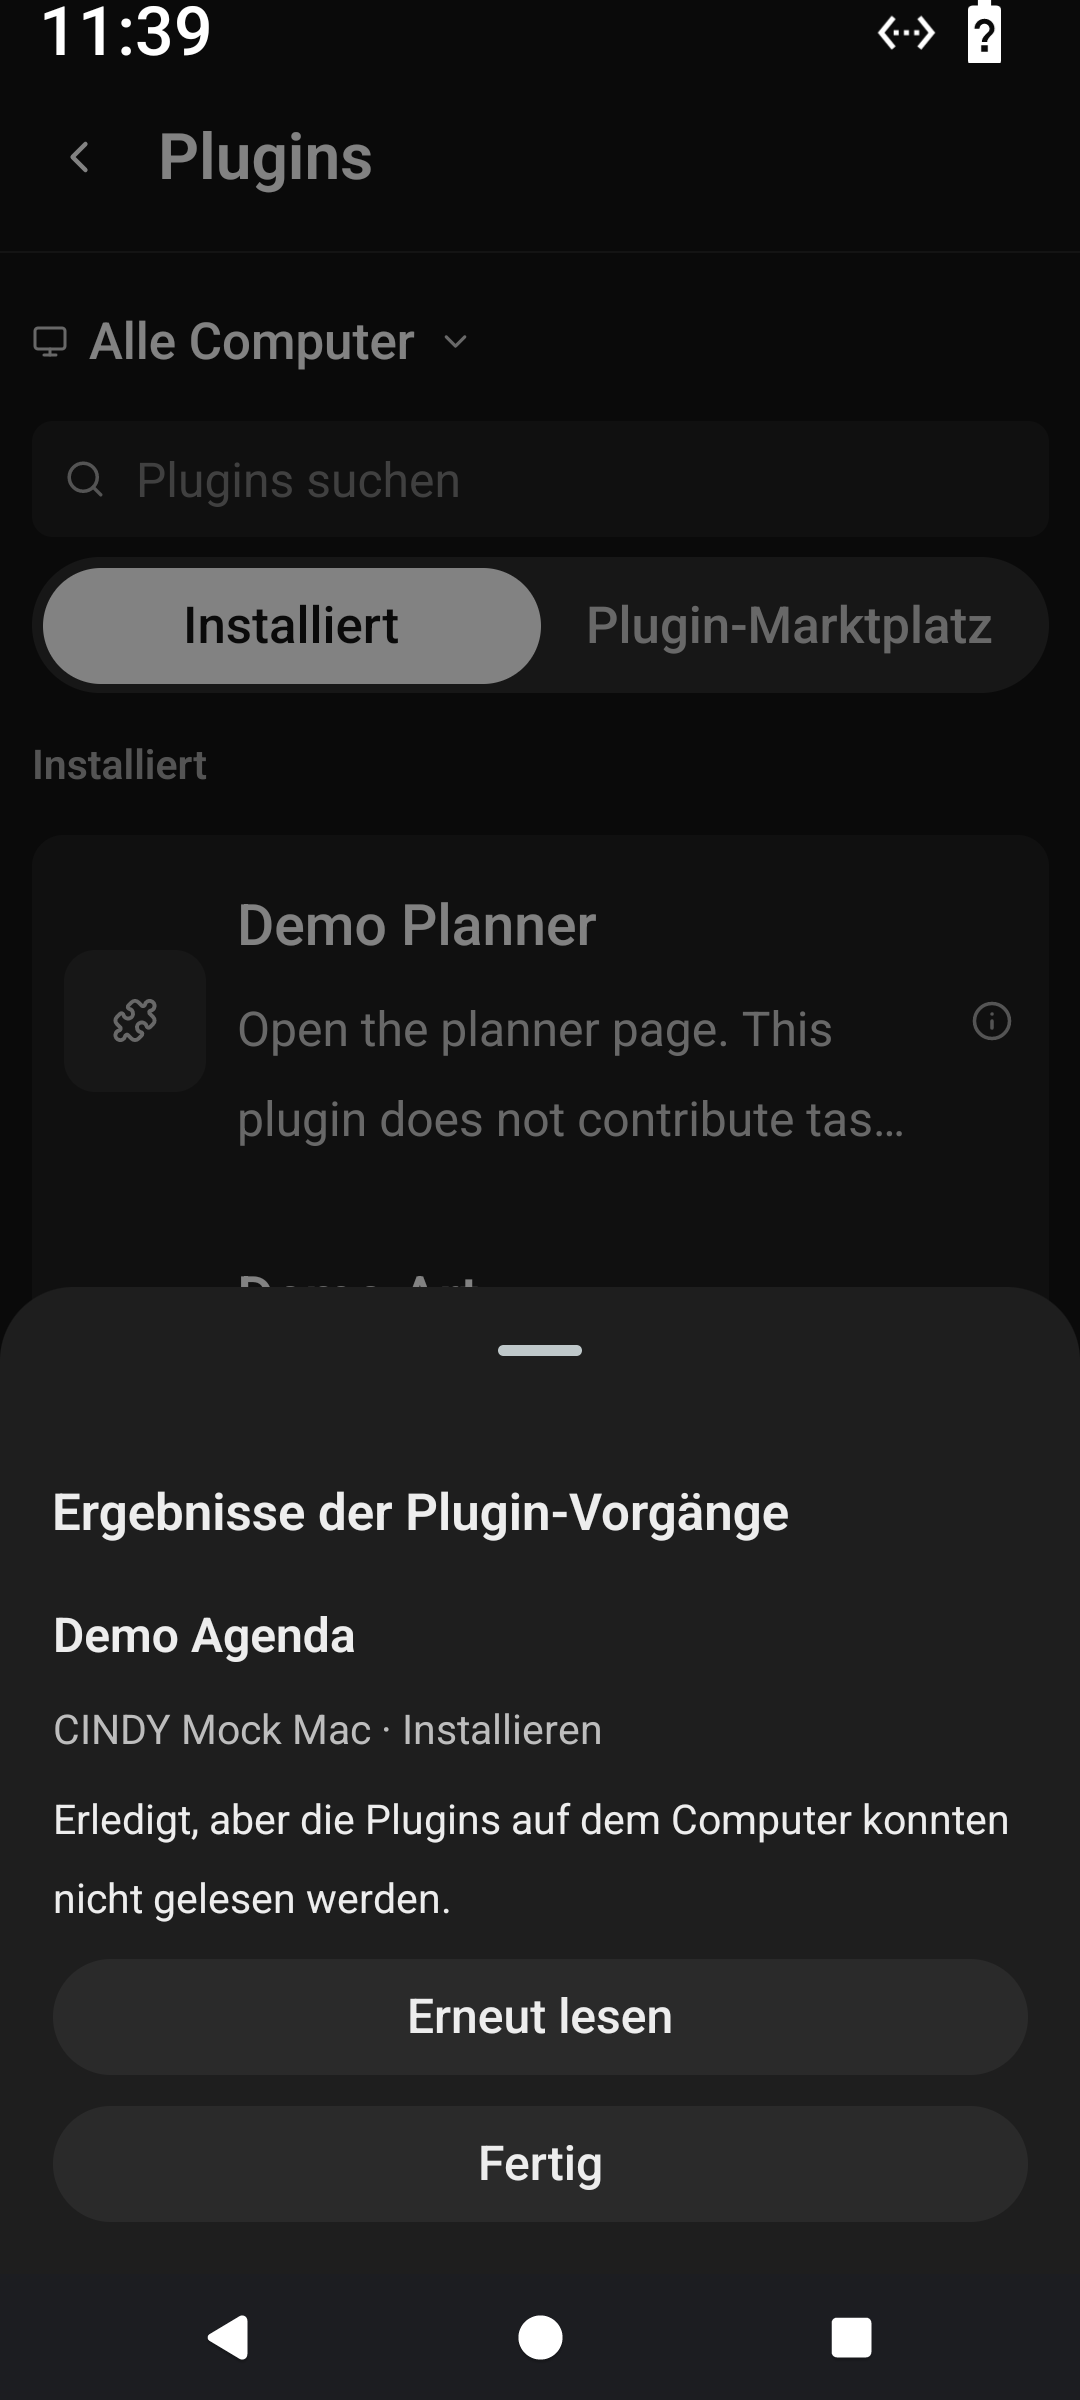 11:39
Plugins
Alle Computer
Plugins suchen
Installiert
Plugin-Marktplatz
Installiert
Demo Planner
Open the planner page. This
plugin does not contribute tas…
Demo Art
Ergebnisse der Plugin-Vorgänge
Demo Agenda
CINDY Mock Mac · Installieren
Erledigt, aber die Plugins auf dem Computer konnten
nicht gelesen werden.
Erneut lesen
Fertig